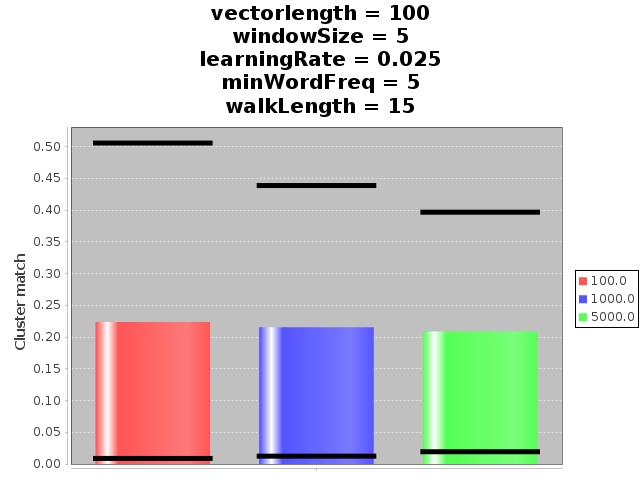 vectorlength = 100
windowSize = 5
learningRate = 0.025
minWordFreq = 5
walkLength = 15
Cluster match
0.50
0.45
0.40
0.35
0.30
0.25
0.20
0.15
0.10
0.05
0.00
100.0
1000.0
5000.0